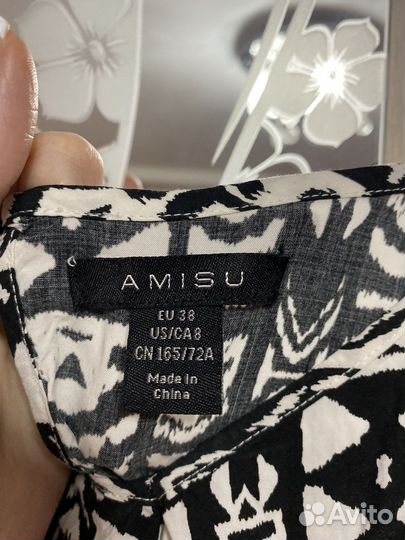 AMISU
EU 38
US/CA 8
CN 165/72A
Made in
China
Avito